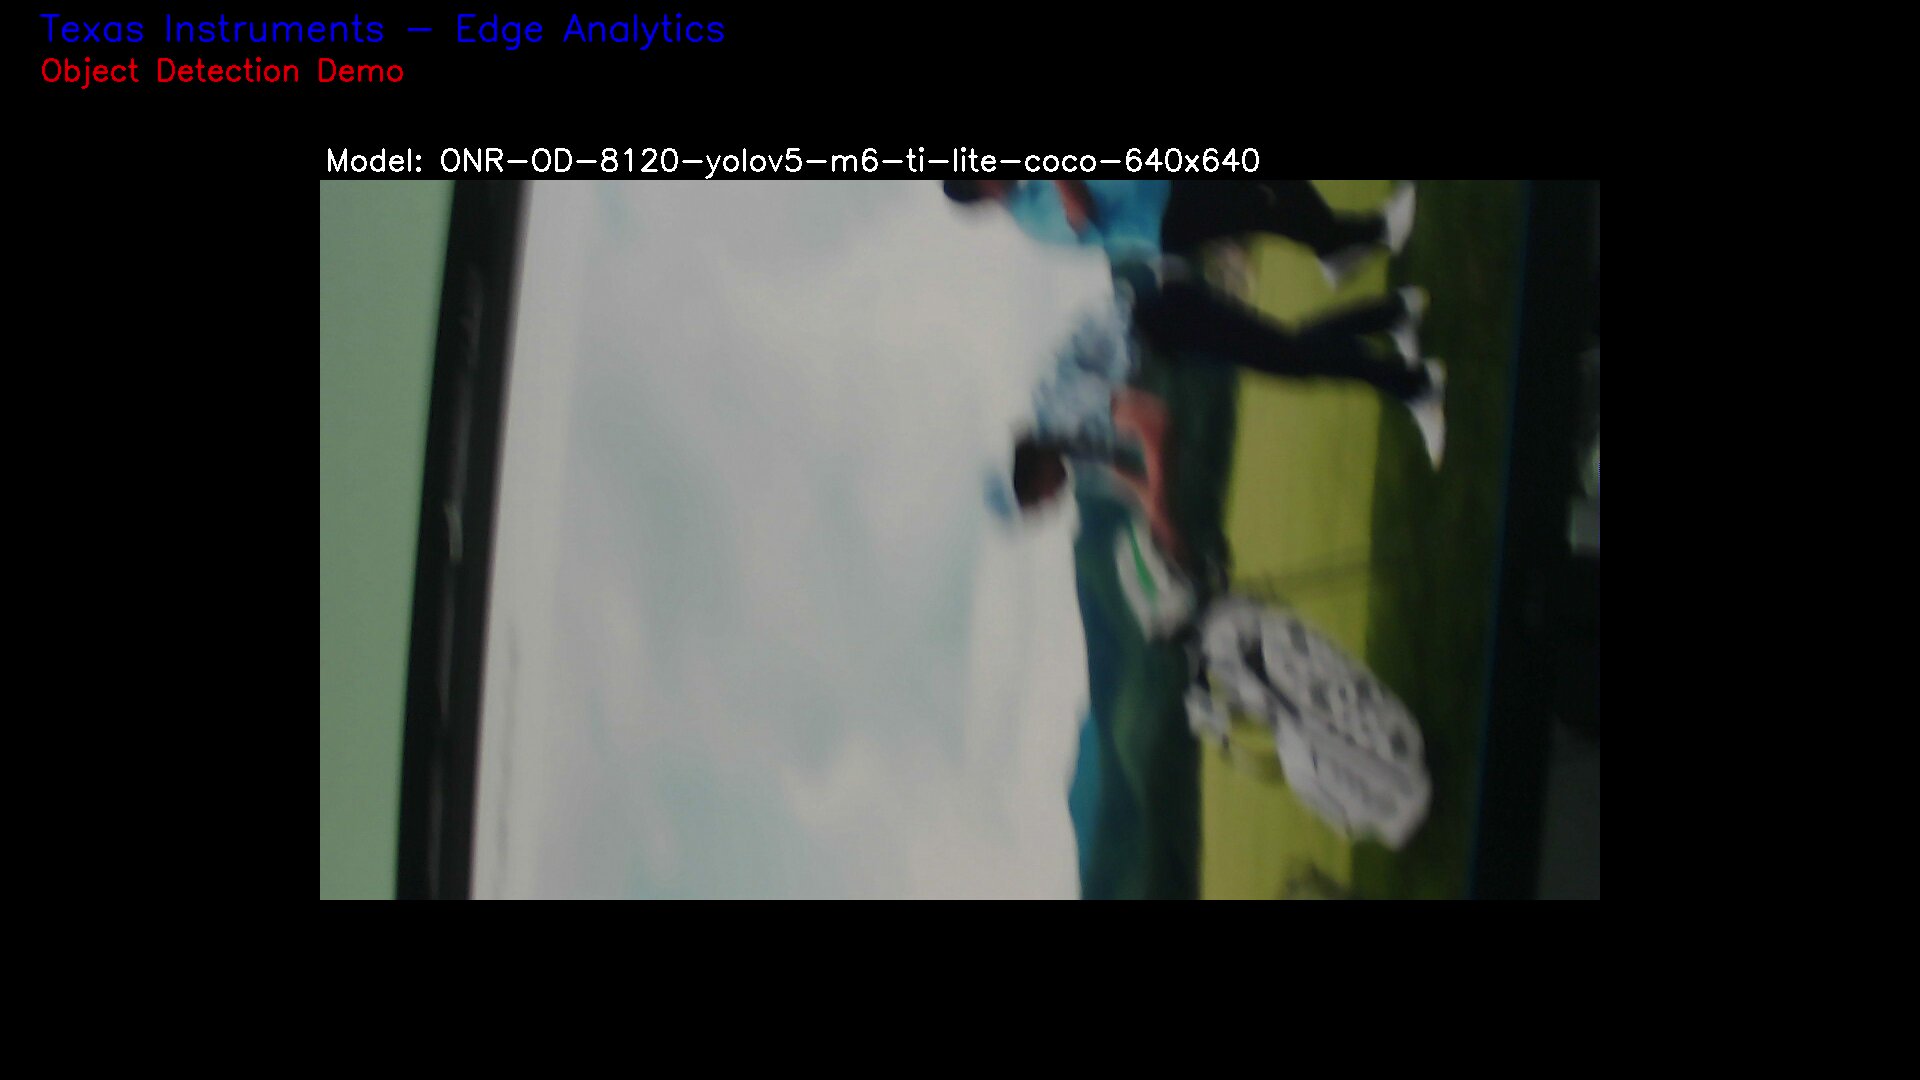 Texas Instruments - Edge Analytics
Object Detection Demo
Model: ONR-OD-8120-yolov5-m6-ti-lite-coco-640x640